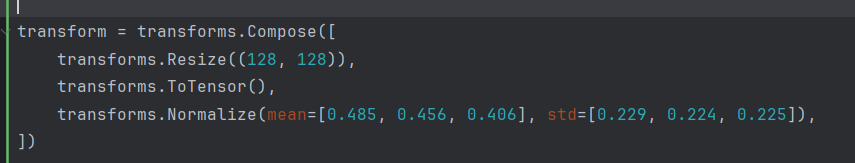 transform = transforms.Compose([
    transforms.Resize((128, 128)),
    transforms.ToTensor(),
    transforms.Normalize(mean=[0.485, 0.456, 0.406], std=[0.229, 0.224, 0.225]),
])